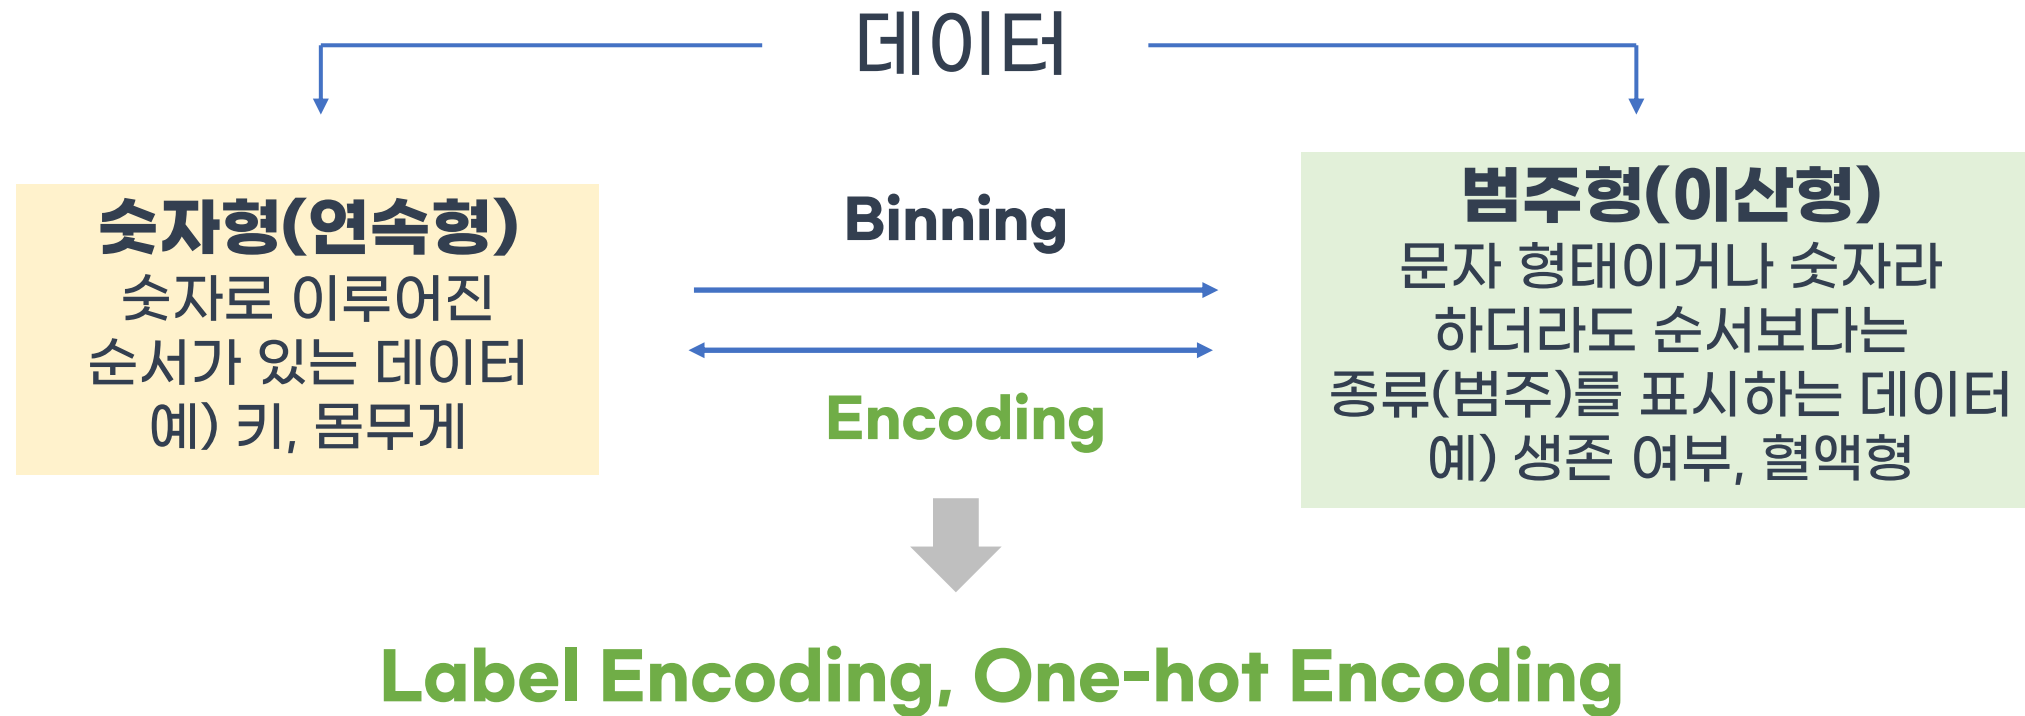 데이터
숫자형(연속형)
숫자로 이루어진
순서가 있는 데이터
예) 키, 몸무게
Binning
Encoding
범주형(이산형)
문자 형태이거나 숫자라
하더라도 순서보다는
종류(범주)를 표시하는 데이터
예) 생존 여부, 혈액형
Label Encoding, One-hot Encoding